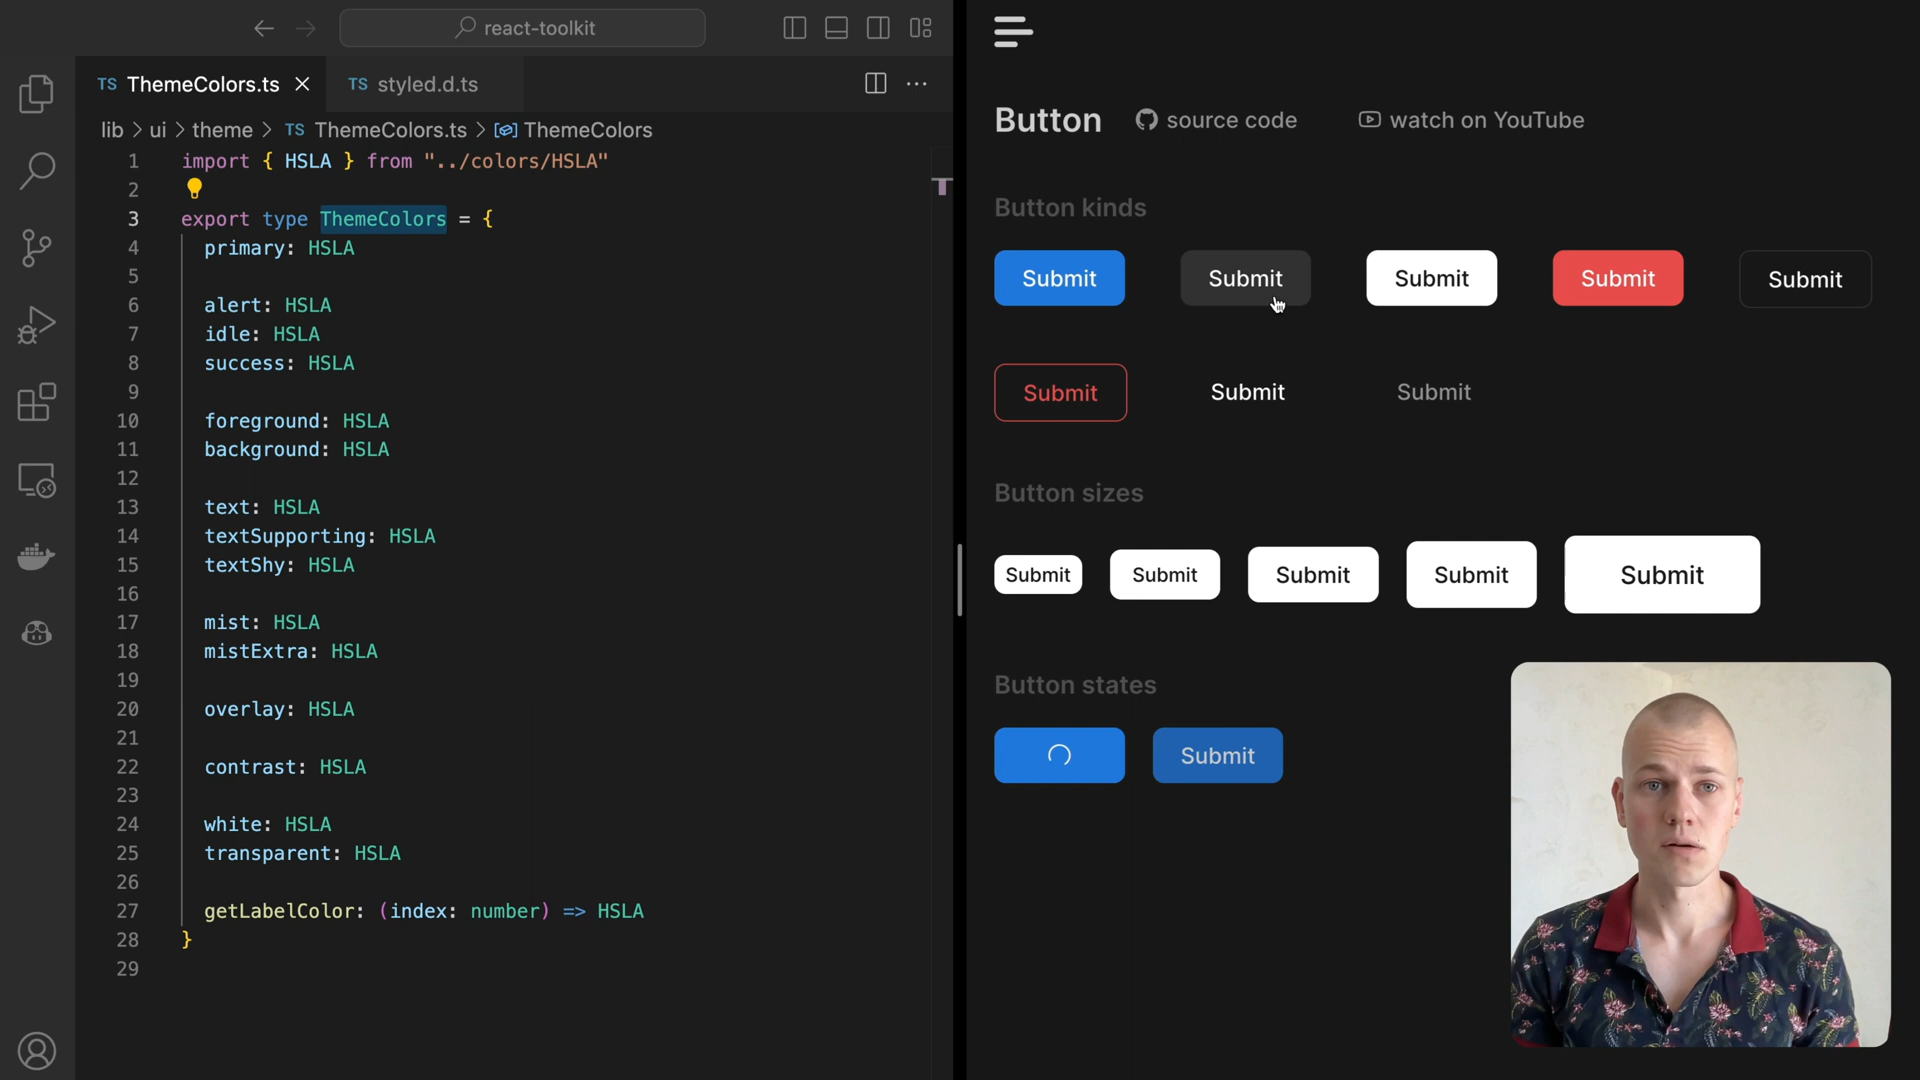 react-toolkit
TS ThemeColors.ts
TS styled.d.ts
lib > ui > theme > TS ThemeColors.ts > ThemeColors
1 import { HSLA } from "../colors/HSLA"
2
3 export type ThemeColors = {
4 primary: HSLA
5
6 alert: HSLA
7 idle: HSLA
8 success: HSLA
9
10 foreground: HSLA
11 background: HSLA
12
13 text: HSLA
14 textSupporting: HSLA
15 textShy: HSLA
16
17 mist: HSLA
18 mistExtra: HSLA
19
20 overlay: HSLA
21
22 contrast: HSLA
23
24 white: HSLA
25 transparent: HSLA
26
27 getLabelColor: (index: number) => HSLA
28 }
29
Button
source code
watch on YouTube
Button kinds
Submit
Submit
Submit
Submit
Submit
Submit
Submit
Submit
Button sizes
Submit
Submit
Submit
Submit
Submit
Button states
Submit